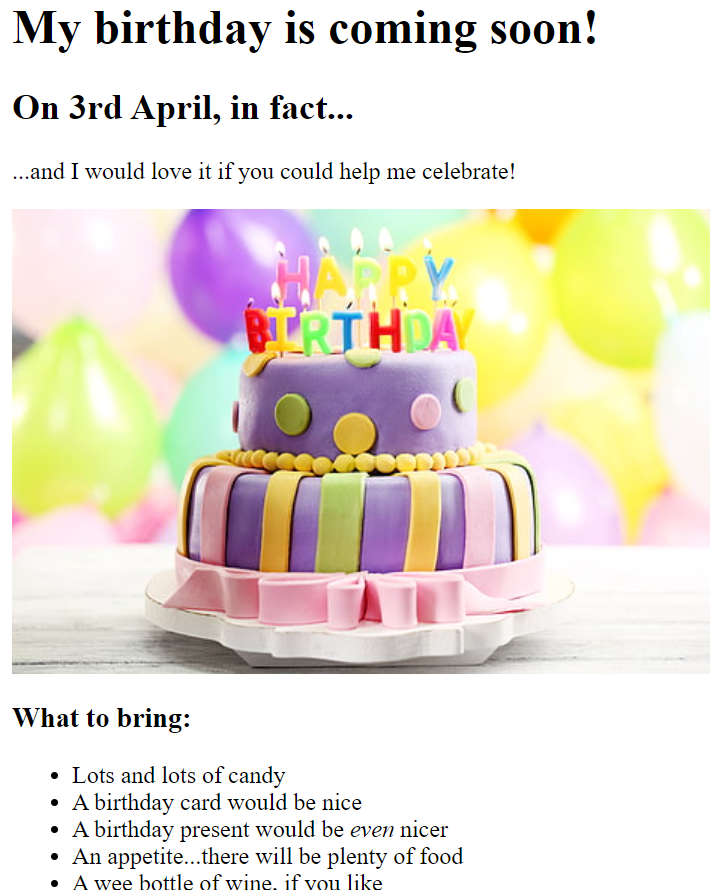 My birthday is coming soon!
On 3rd April, in fact...
...and I would love it if you could help me celebrate!
HAPPY
BIRTHDAY
What to bring:
Lots and lots of candy
A birthday card would be nice
A birthday present would be even nicer
An appetite...there will be plenty of food
A wee bottle of wine, if you like